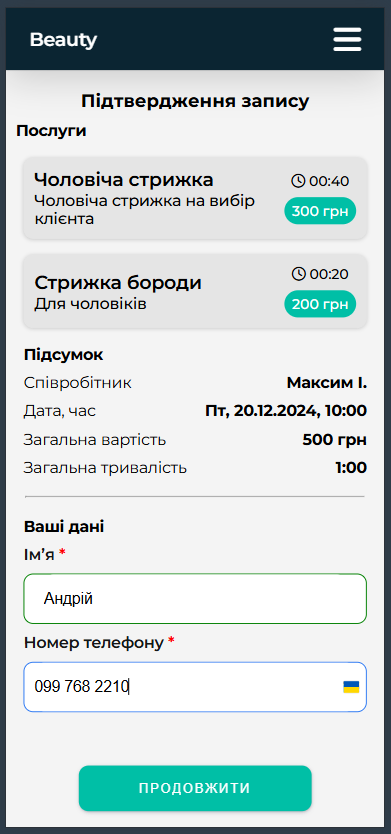 Beauty
Підтвердження запису
Послуги
Чоловіча стрижка
Чоловіча стрижка на вибір
клієнта
00:40
300 грн
Стрижка бороди
Для чоловіків
00:20
200 грн
Підсумок
Співробітник Максим І.
Дата, час Пт, 20.12.2024, 10:00
Загальна вартість 500 грн
Загальна тривалість 1:00
Ваші дані
Ім’я *
Андрій
Номер телефону *
099 768 2210
ПРОДОВЖИТИ